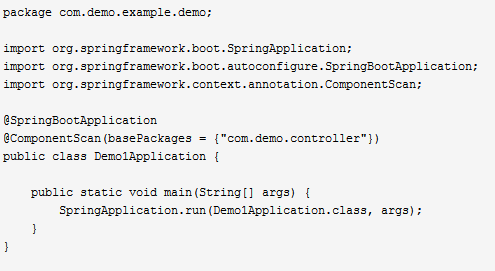 package com.demo.example.demo;
import org.springframework.boot.SpringApplication;
import org.springframework.boot.autoconfigure.SpringBootApplication;
import org.springframework.context.annotation.ComponentScan;
@SpringBootApplication
@ComponentScan(basePackages = {"com.demo.controller"})
public class Demo1Application {
    public static void main(String[] args) {
        SpringApplication.run(Demo1Application.class, args);
    }
}